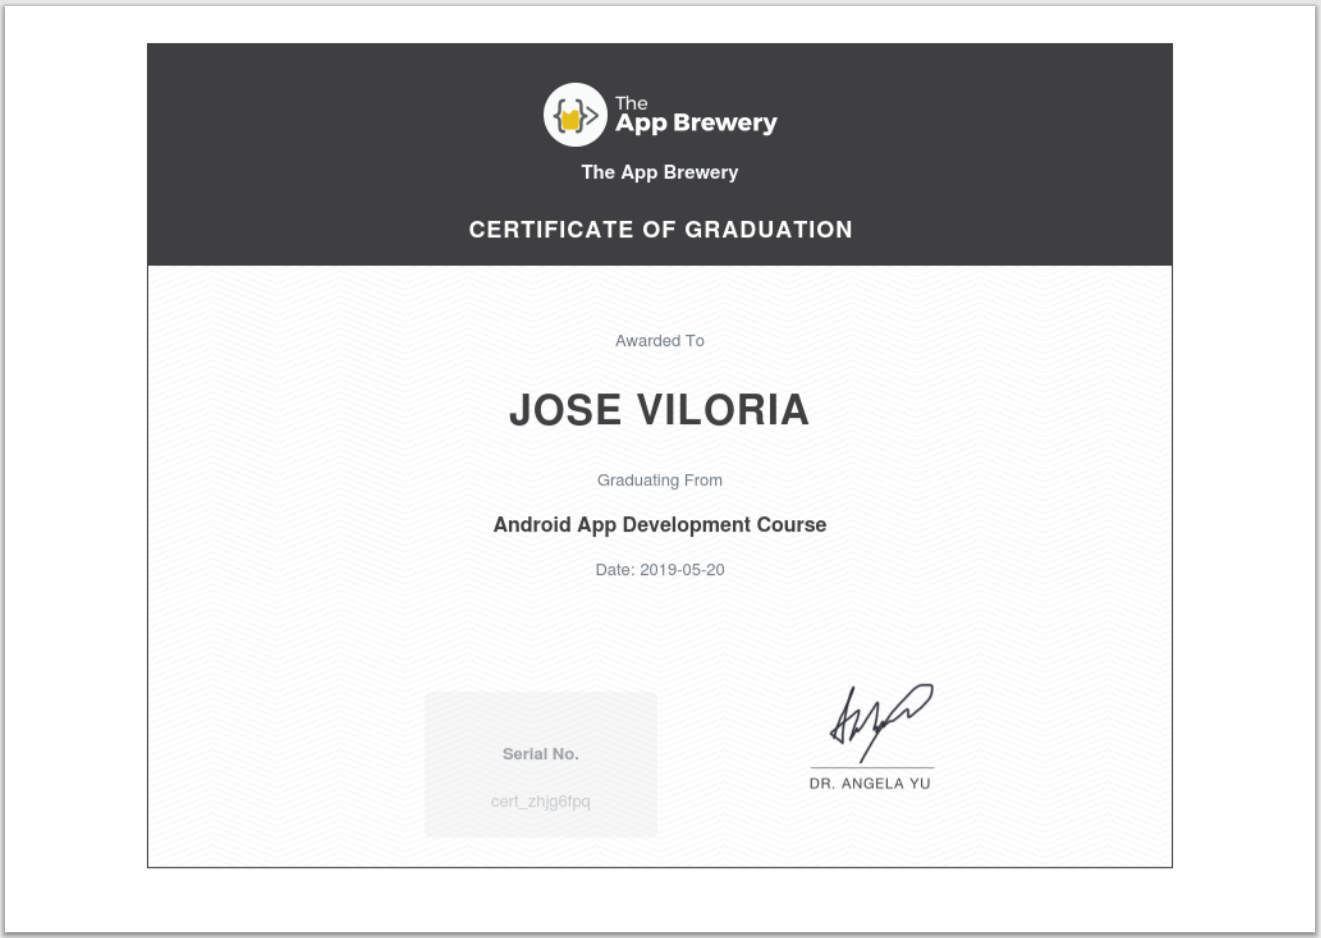 The
App Brewery
The App Brewery
CERTIFICATE OF GRADUATION
Awarded To
JOSE VILORIA
Graduating From
Android App Development Course
Date: 2019-05-20
Serial No.
cert_zhjg6fpq
DR. ANGELA YU